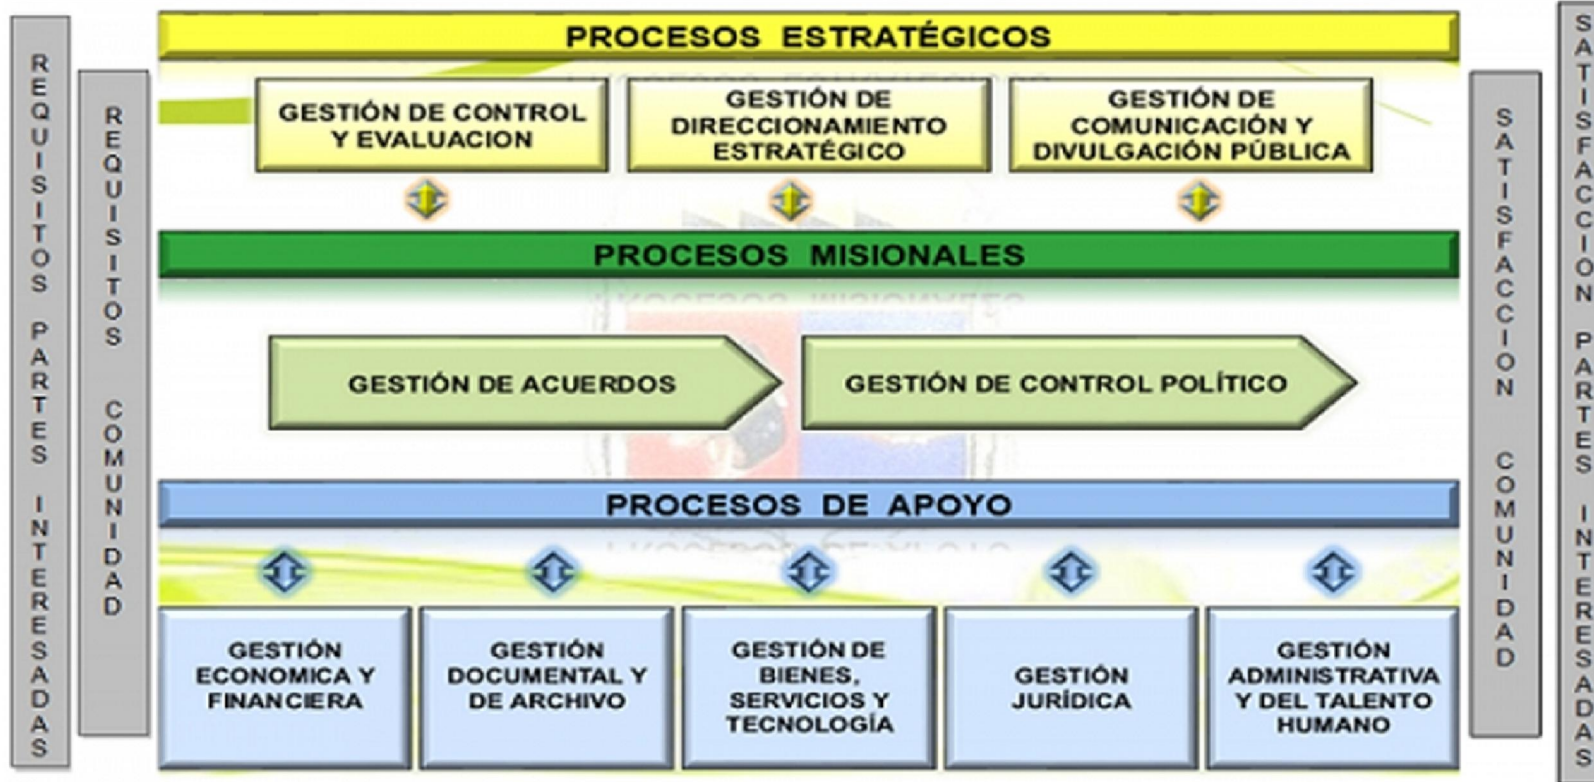 REQUISITOS PARTES INTERESADAS
REQUISITOS COMUNIDAD
PROCESOS ESTRATÉGICOS
GESTIÓN DE CONTROL
Y EVALUACION
GESTIÓN DE
DIRECCIONAMIENTO
ESTRATÉGICO
GESTIÓN DE
COMUNICACIÓN Y
DIVULGACIÓN PÚBLICA
PROCESOS MISIONALES
GESTIÓN DE ACUERDOS
GESTIÓN DE CONTROL POLÍTICO
PROCESOS DE APOYO
GESTIÓN
ECONOMICA Y
FINANCIERA
GESTIÓN
DOCUMENTAL Y
DE ARCHIVO
GESTIÓN DE
BIENES,
SERVICIOS Y
TECNOLOGÍA
GESTIÓN
JURÍDICA
GESTIÓN
ADMINISTRATIVA
Y DEL TALENTO
HUMANO
SATISFACCION COMUNIDAD
SATISFACCIÓN PARTES INTERESADAS